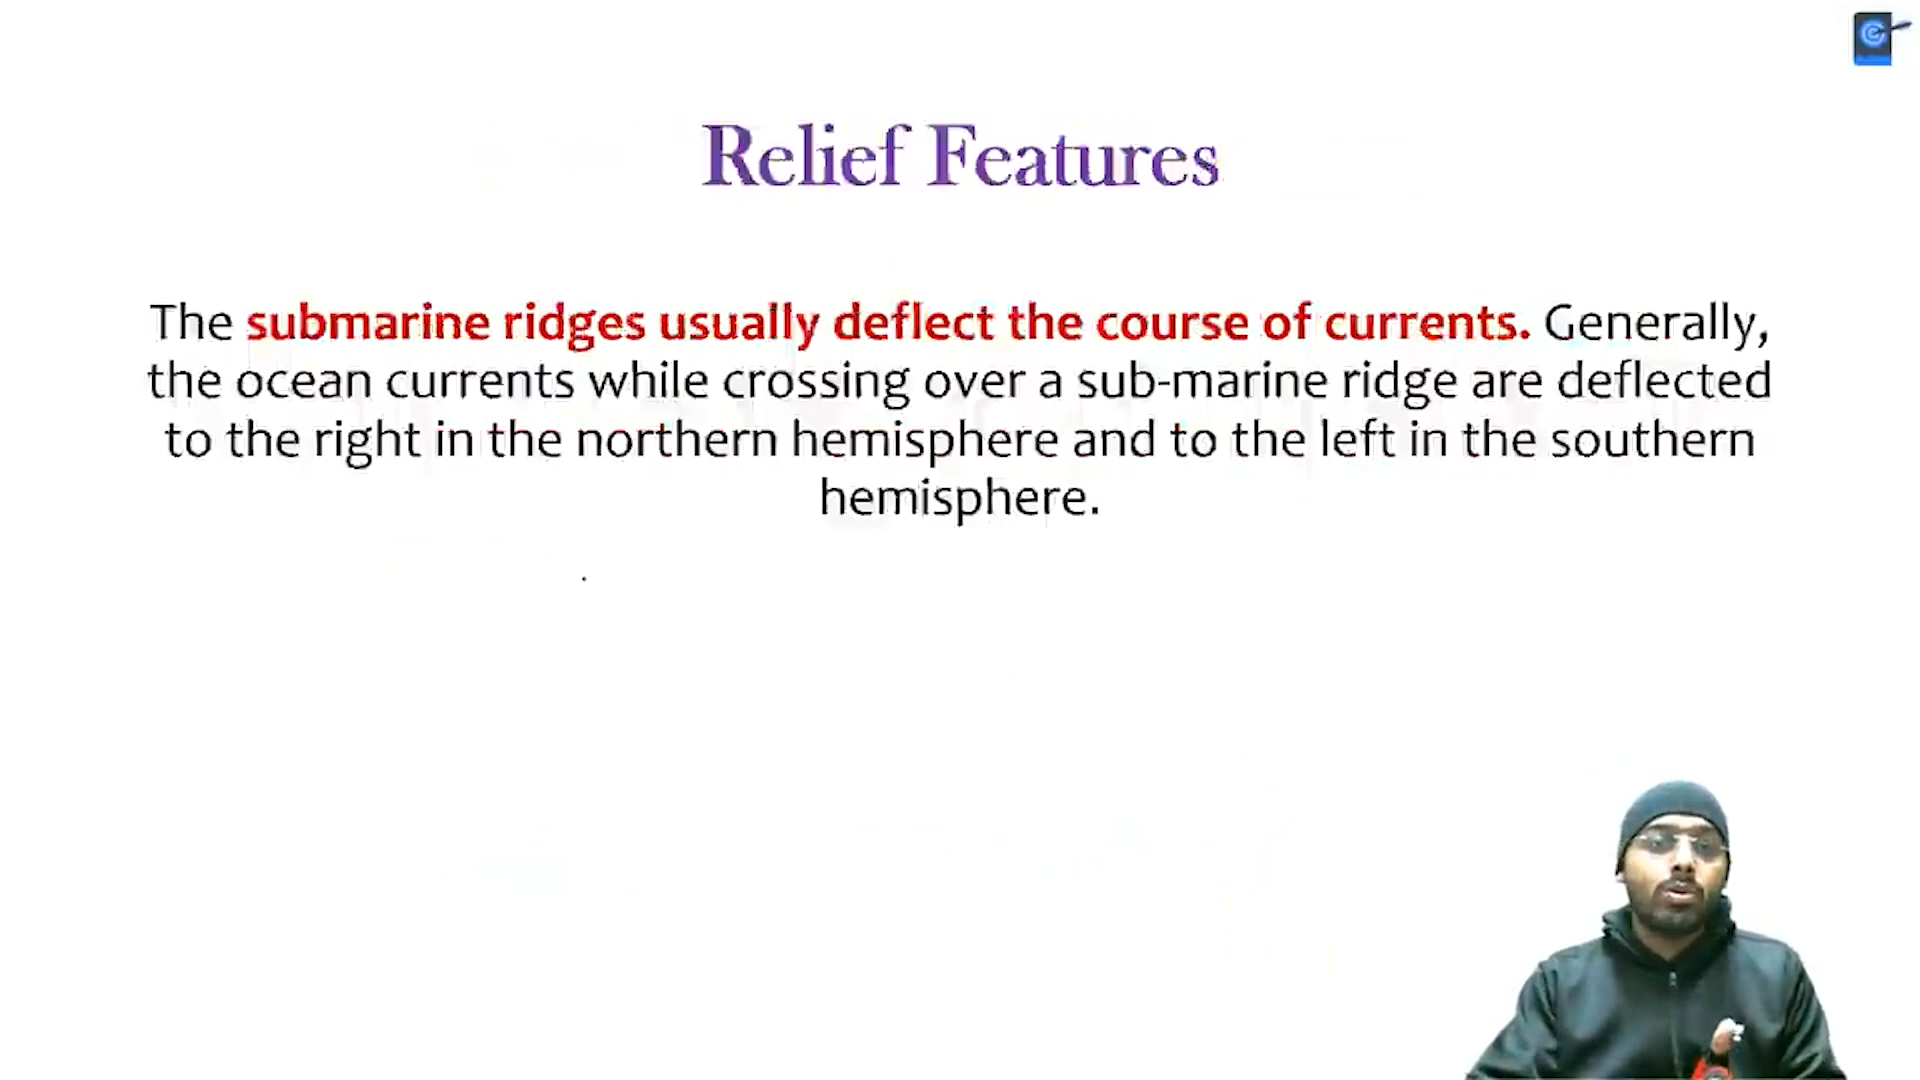 Relief Features
The submarine ridges usually deflect the course of currents. Generally,
the ocean currents while crossing over a sub-marine ridge are deflected
to the right in the northern hemisphere and to the left in the southern
hemisphere.